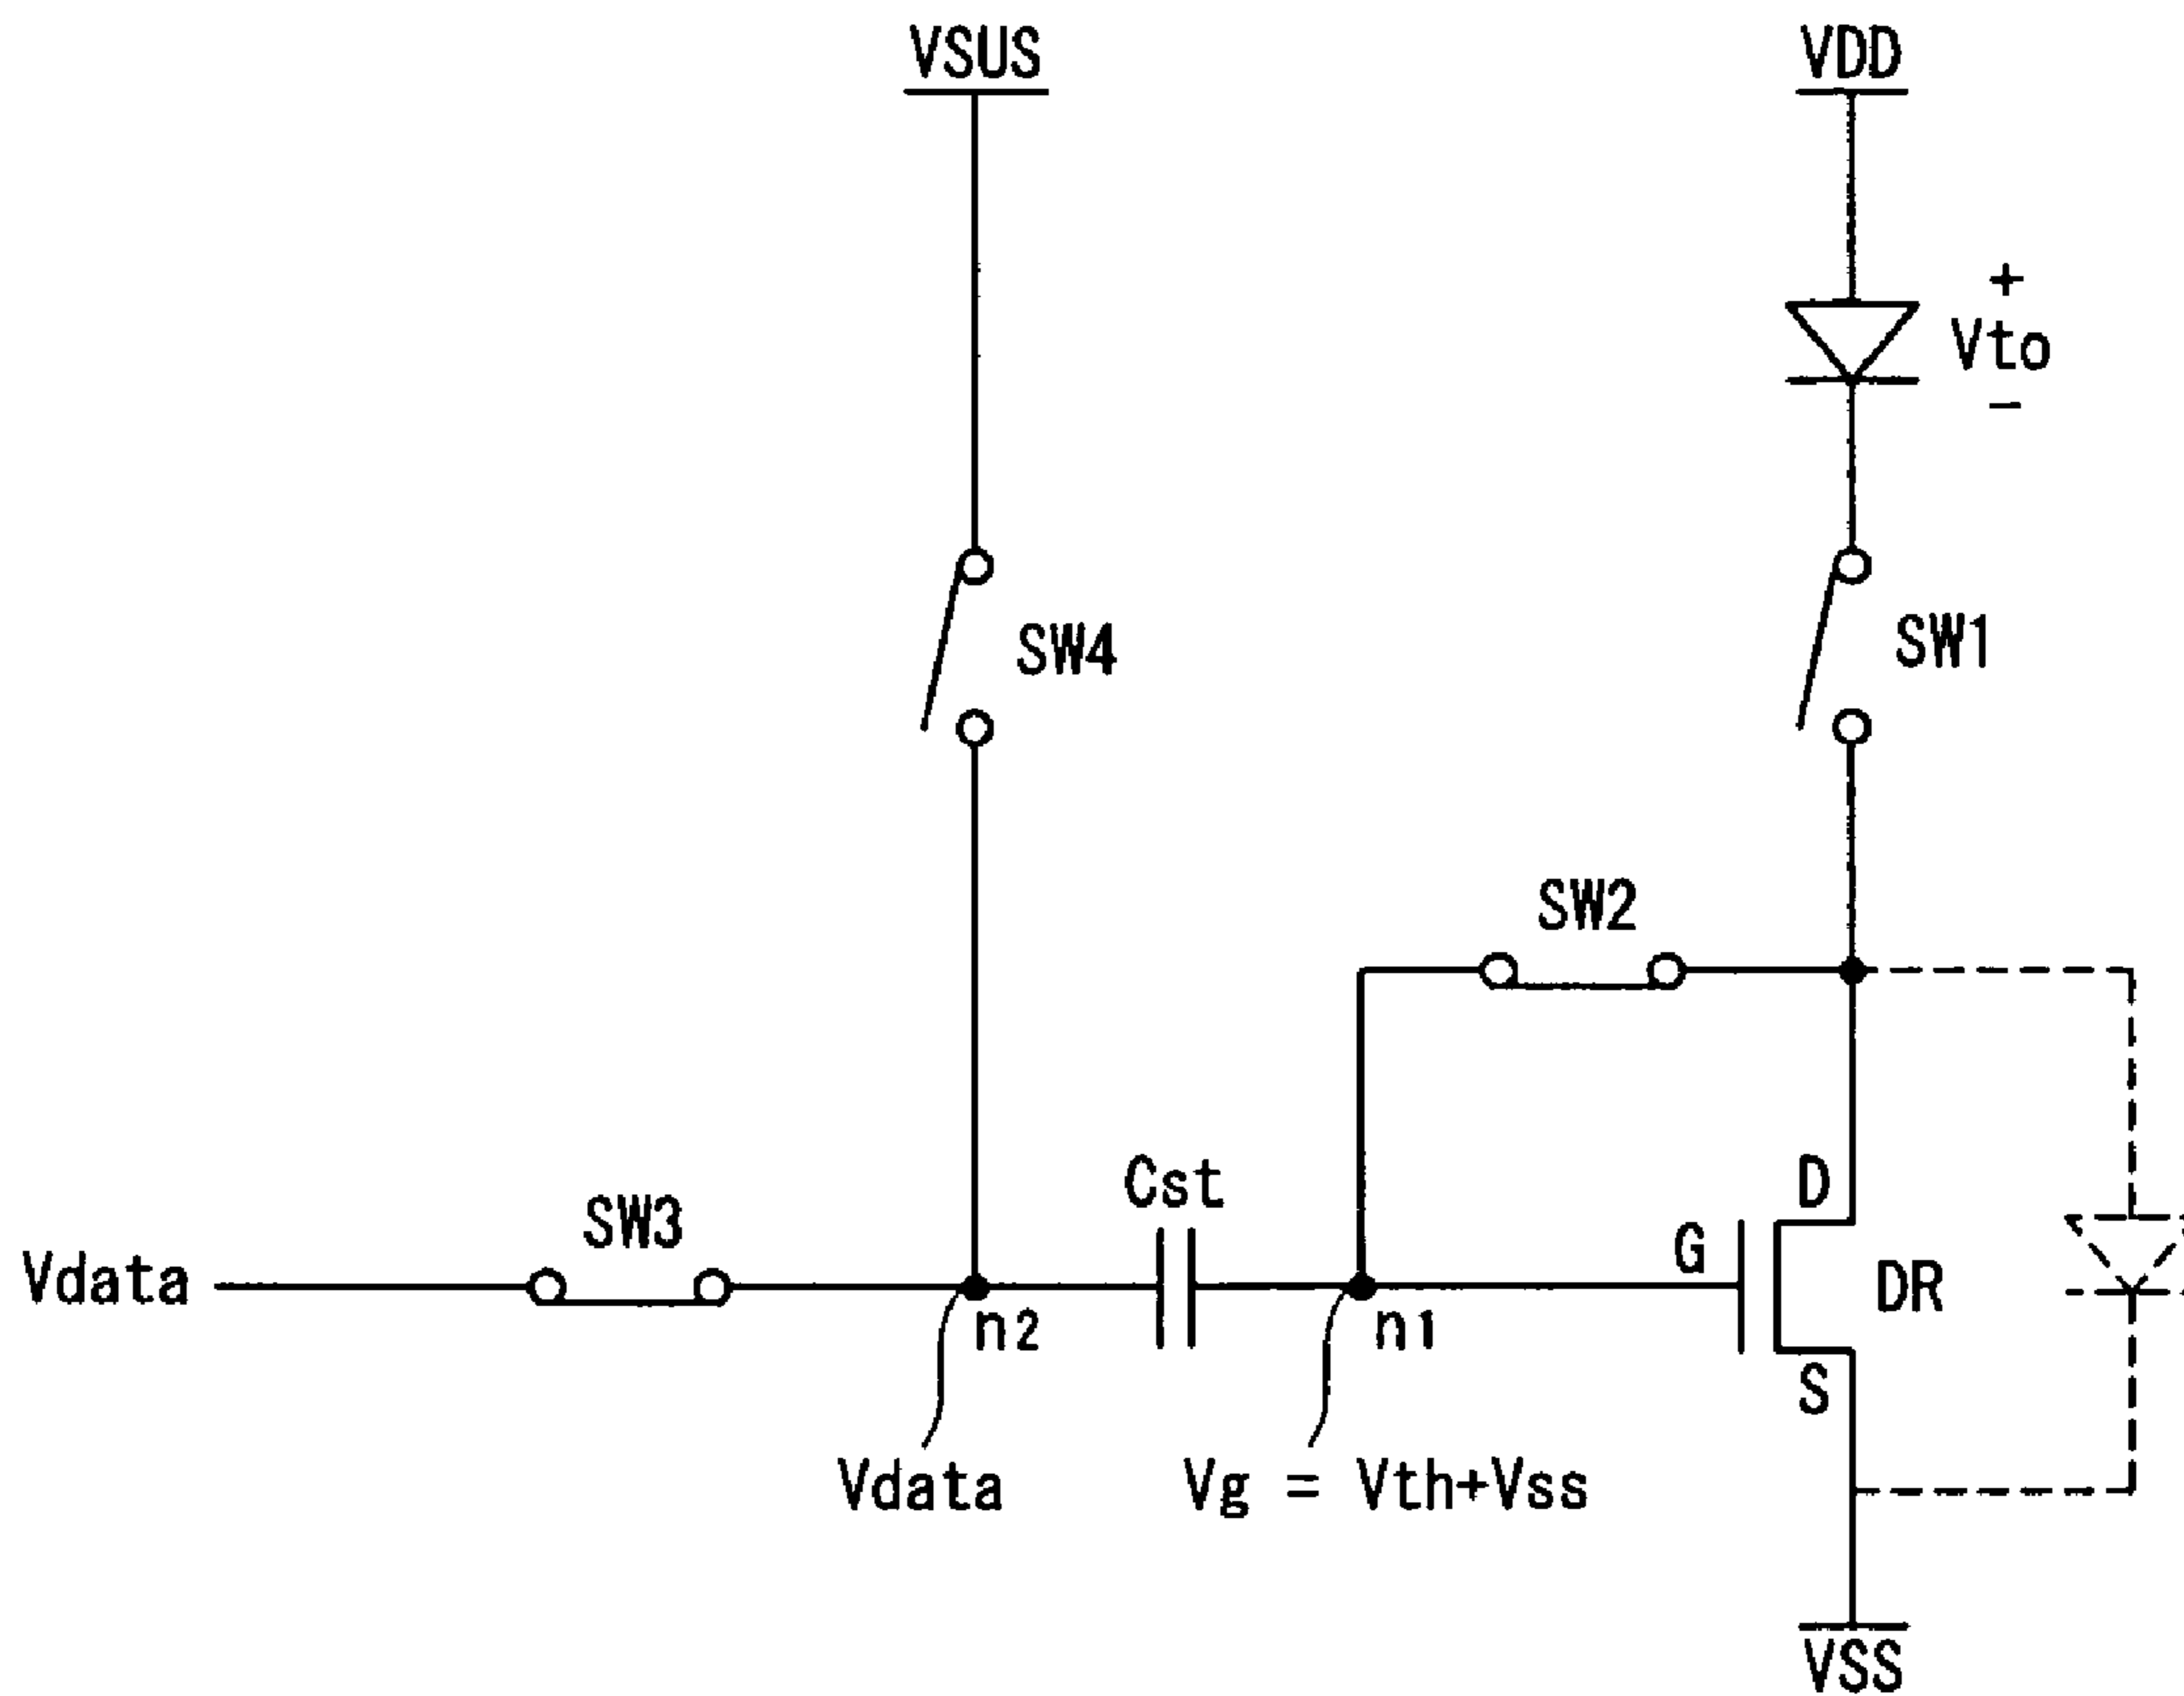 VSUS
VDD
+
Vto
-
SW4
SW1
SW2
Cst
D
SW3
G
Vdata
DR
n2
n1
S
Vdata
Vg = Vth+Vss
VSS